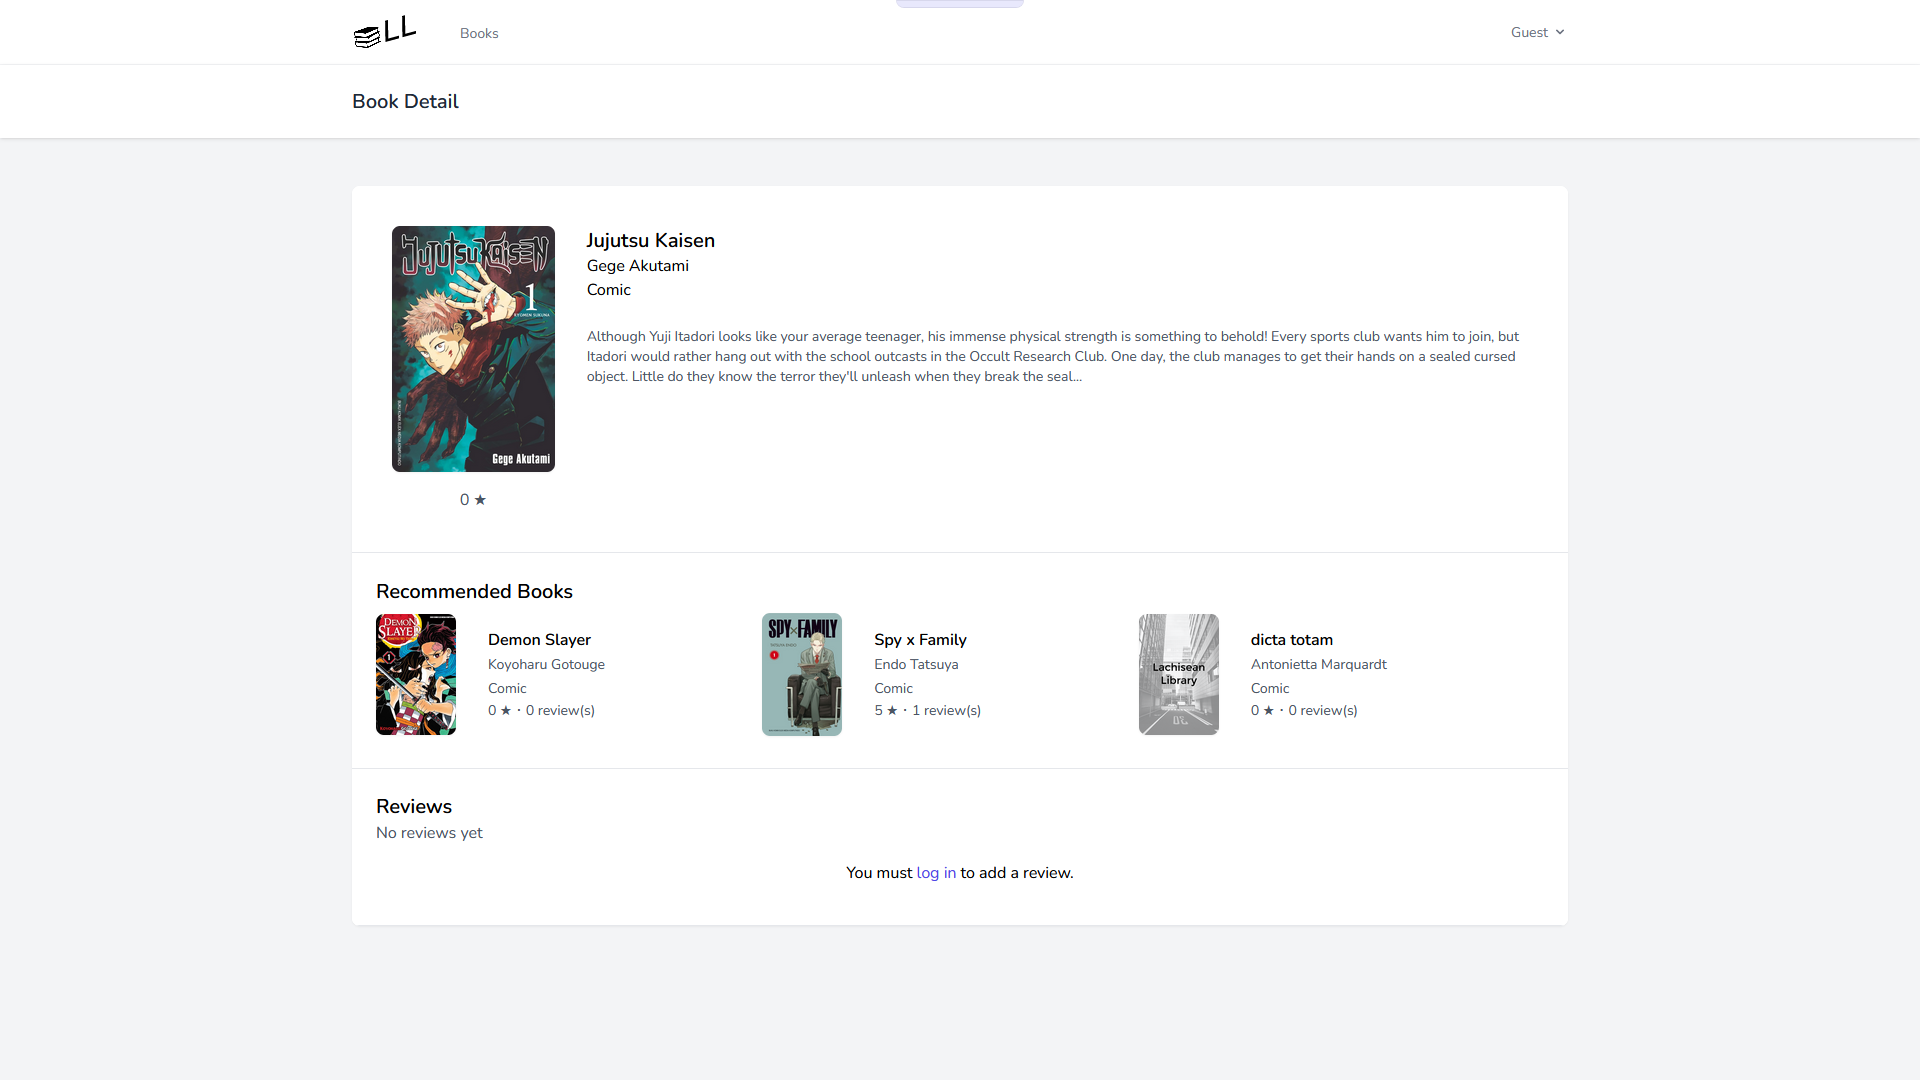 LL
Books
Guest
Book Detail
JUJUTSU KAISEN
1
RYOMEN SUKUNA
Gege Akutami
0 ★
Jujutsu Kaisen
Gege Akutami
Comic
Although Yuji Itadori looks like your average teenager, his immense physical strength is something to behold! Every sports club wants him to join, but
Itadori would rather hang out with the school outcasts in the Occult Research Club. One day, the club manages to get their hands on a sealed cursed
object. Little do they know the terror they'll unleash when they break the seal...
Recommended Books
DEMON
SLAYER
1
Demon Slayer
Koyoharu Gotouge
Comic
0 ★ · 0 review(s)
SPY×FAMILY
1
Spy x Family
Endo Tatsuya
Comic
5 ★ · 1 review(s)
Lachisean
Library
dicta totam
Antonietta Marquardt
Comic
0 ★ · 0 review(s)
Reviews
No reviews yet
You must log in to add a review.